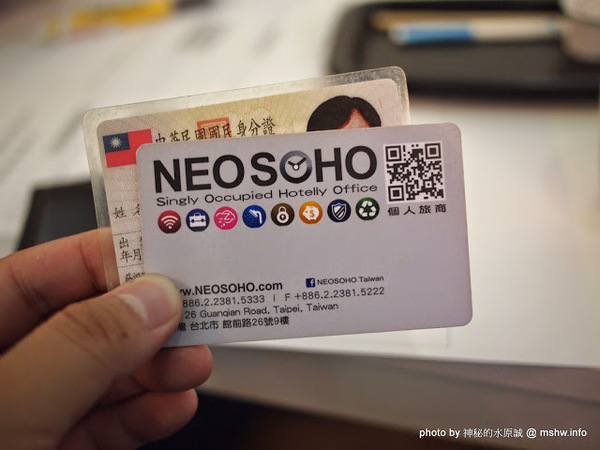 中華民國國民身分證
姓
出
年月
NEOSOHO
Singly Occupied Hotelly Office
個人旅商
www.NEOSOHO.com
NEOSOHO Taiwan
886.2.2381.5333 | F +886.2.2381.5222
26 Guanqian Road, Taipei, Taiwan
台北市 館前路26號9樓
photo by 神秘的水原誠 @ mshw.info